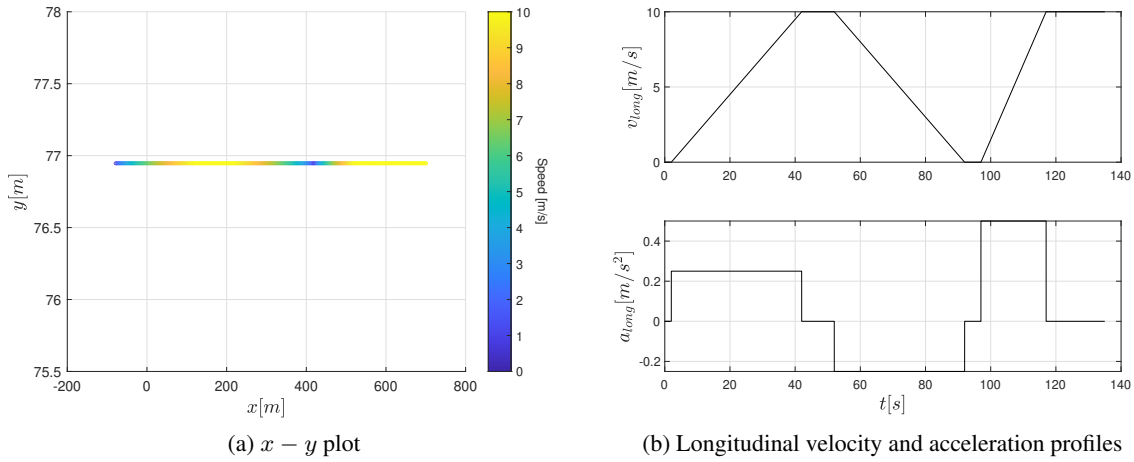 78
77.5
77
76.5
76
75.5
y[m]
-200 0 200 400 600 800
x[m]
10
9
8
7
6
5
4
3
2
1
0
Speed [m/s]
(a) x − y plot
10
5
0
v_long[m/s]
0 20 40 60 80 100 120 140
0.4
0.2
0
-0.2
a_long[m/s²]
0 20 40 60 80 100 120 140
t[s]
(b) Longitudinal velocity and acceleration profiles